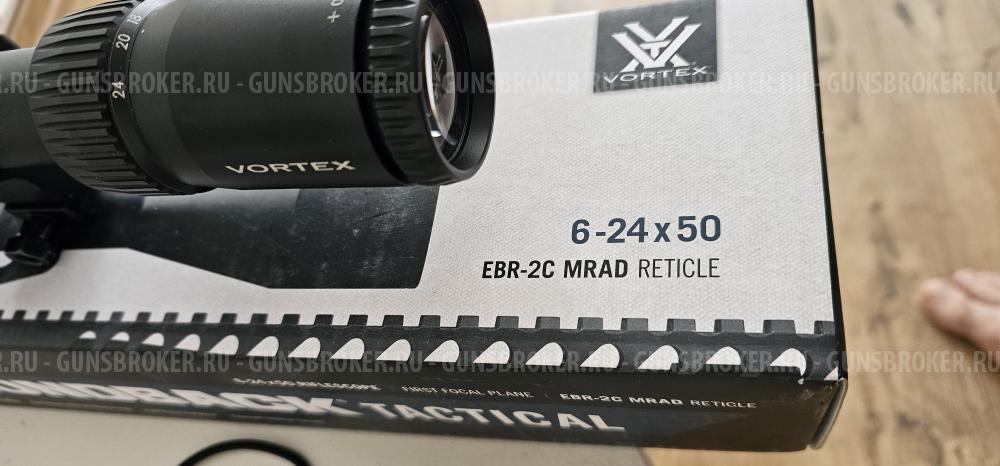 24 20 18
+ 0
VORTEX
VORTEX
GUNSBROKER.RU - GUNSBROKER.RU - GUNSBROKER.RU - GUNSBROKER.RU - GUNSBROKER.RU
6-24x50
EBR-2C MRAD RETICLE
.RU - GUNSBROKER.RU - GUNSBROKER.RU - GUNSBROKER.RU - GUNSBROKER.RU - GUNSBROKER.RU
6-24x50 RIFLESCOPE FIRST FOCAL PLANE EBR-2C MRAD RETICLE
TACTICAL